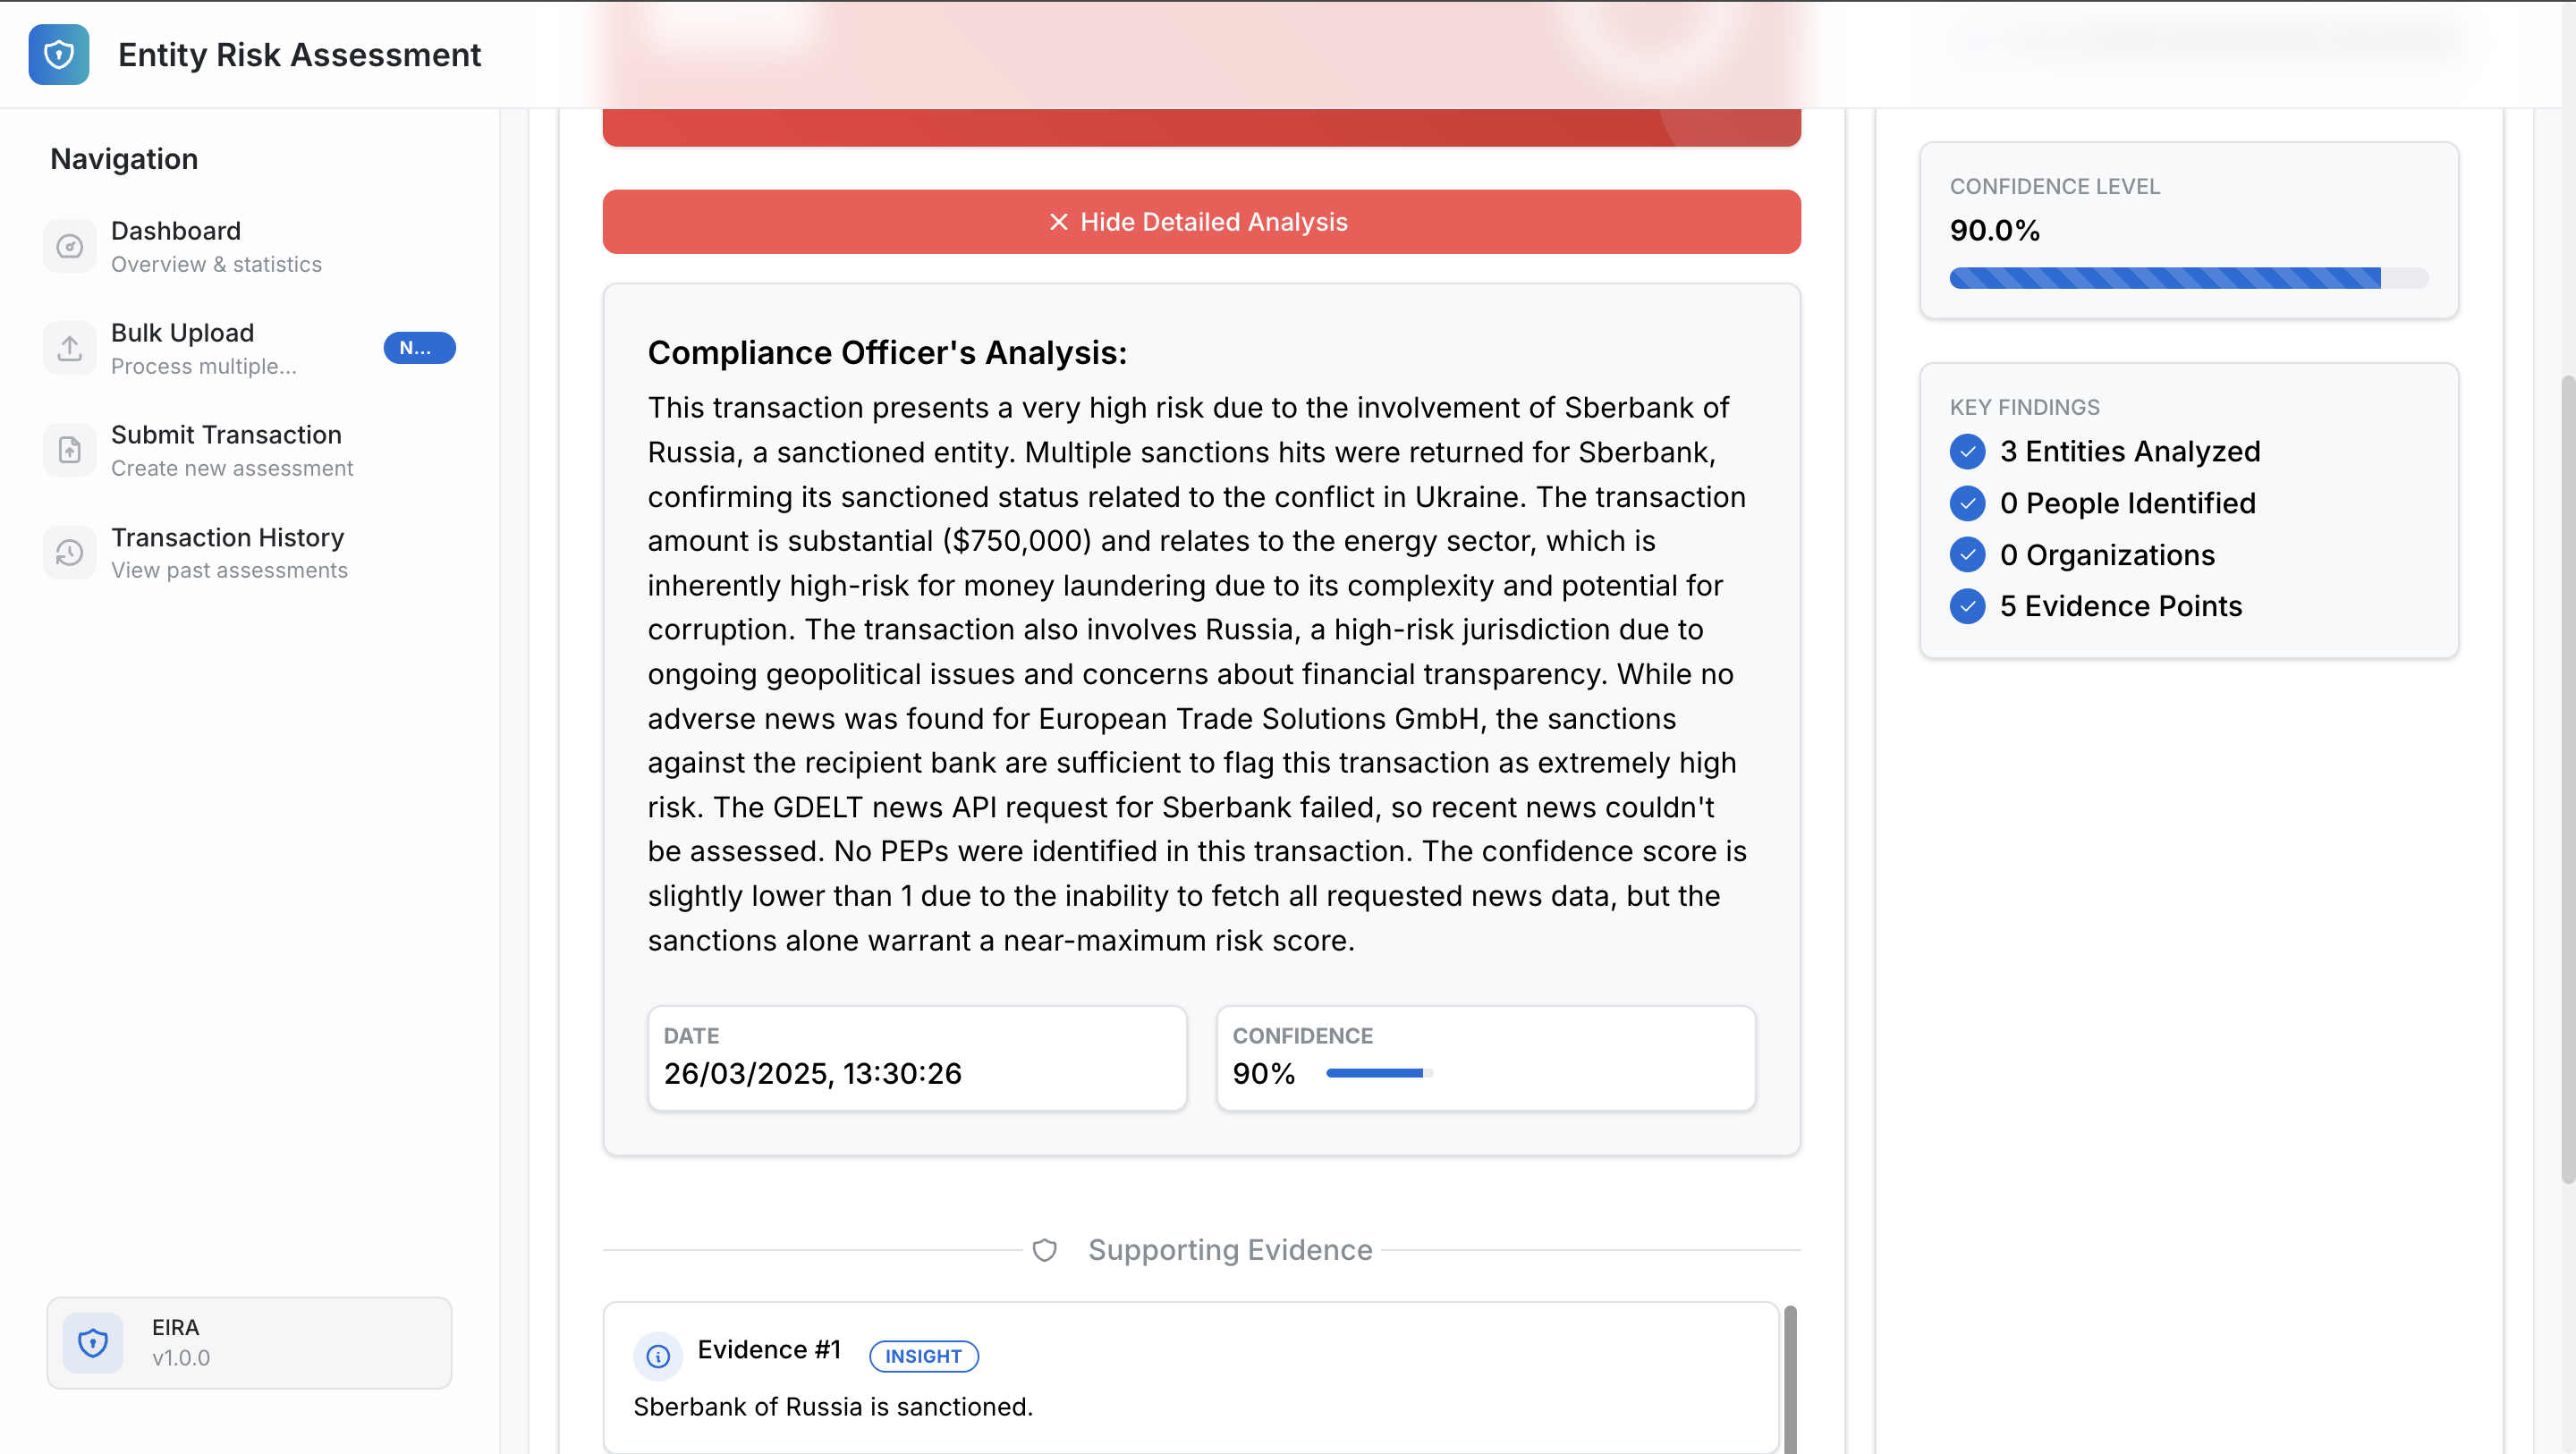 Entity Risk Assessment
Navigation
Dashboard
Overview & statistics
Bulk Upload
Process multiple...
N...
Submit Transaction
Create new assessment
Transaction History
View past assessments
EIRA
v1.0.0
Hide Detailed Analysis
Compliance Officer's Analysis:
This transaction presents a very high risk due to the involvement of Sberbank of
Russia, a sanctioned entity. Multiple sanctions hits were returned for Sberbank,
confirming its sanctioned status related to the conflict in Ukraine. The transaction
amount is substantial ($750,000) and relates to the energy sector, which is
inherently high-risk for money laundering due to its complexity and potential for
corruption. The transaction also involves Russia, a high-risk jurisdiction due to
ongoing geopolitical issues and concerns about financial transparency. While no
adverse news was found for European Trade Solutions GmbH, the sanctions
against the recipient bank are sufficient to flag this transaction as extremely high
risk. The GDELT news API request for Sberbank failed, so recent news couldn't
be assessed. No PEPs were identified in this transaction. The confidence score is
slightly lower than 1 due to the inability to fetch all requested news data, but the
sanctions alone warrant a near-maximum risk score.
DATE
26/03/2025, 13:30:26
CONFIDENCE
90%
Supporting Evidence
Evidence #1
INSIGHT
Sberbank of Russia is sanctioned.
CONFIDENCE LEVEL
90.0%
KEY FINDINGS
3 Entities Analyzed
0 People Identified
0 Organizations
5 Evidence Points